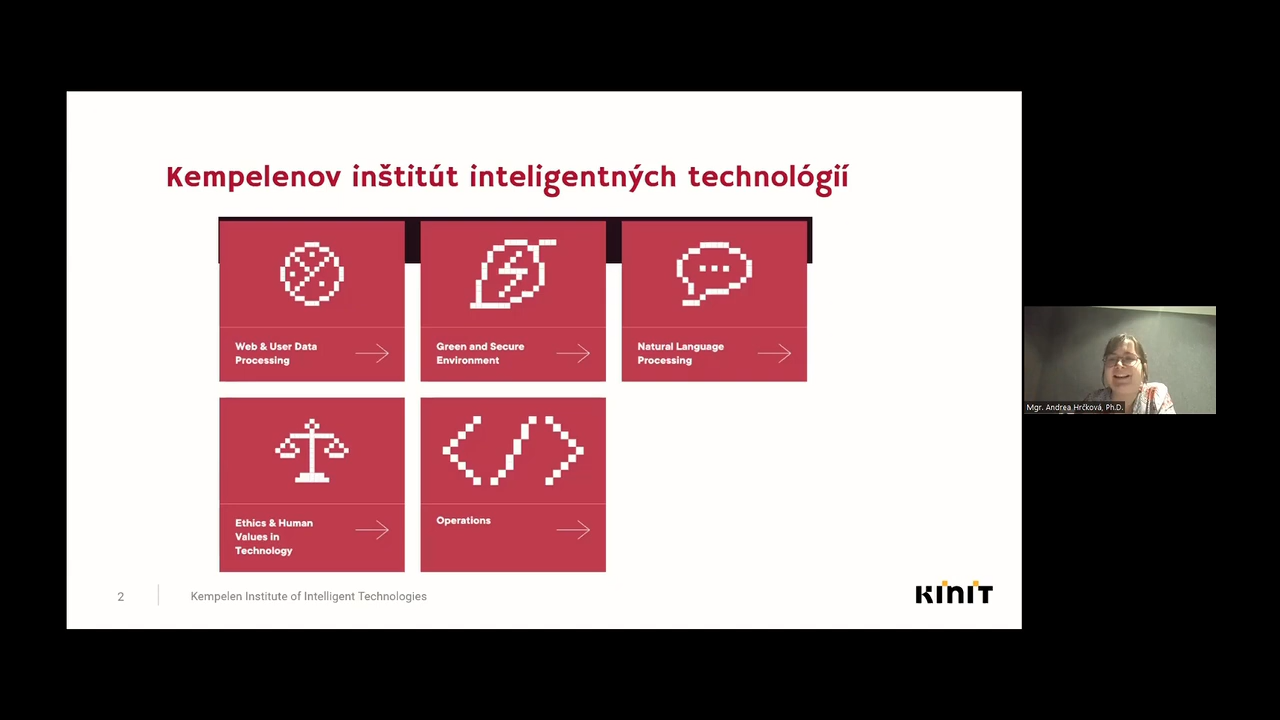 Kempelenov inštitút inteligentných technológií
Web & User Data
Processing
Green and Secure
Environment
Natural Language
Processing
Ethics & Human
Values in
Technology
Operations
2
Kempelen Institute of Intelligent Technologies
KINIT
Mgr. Andrea Hrčková, Ph.D.